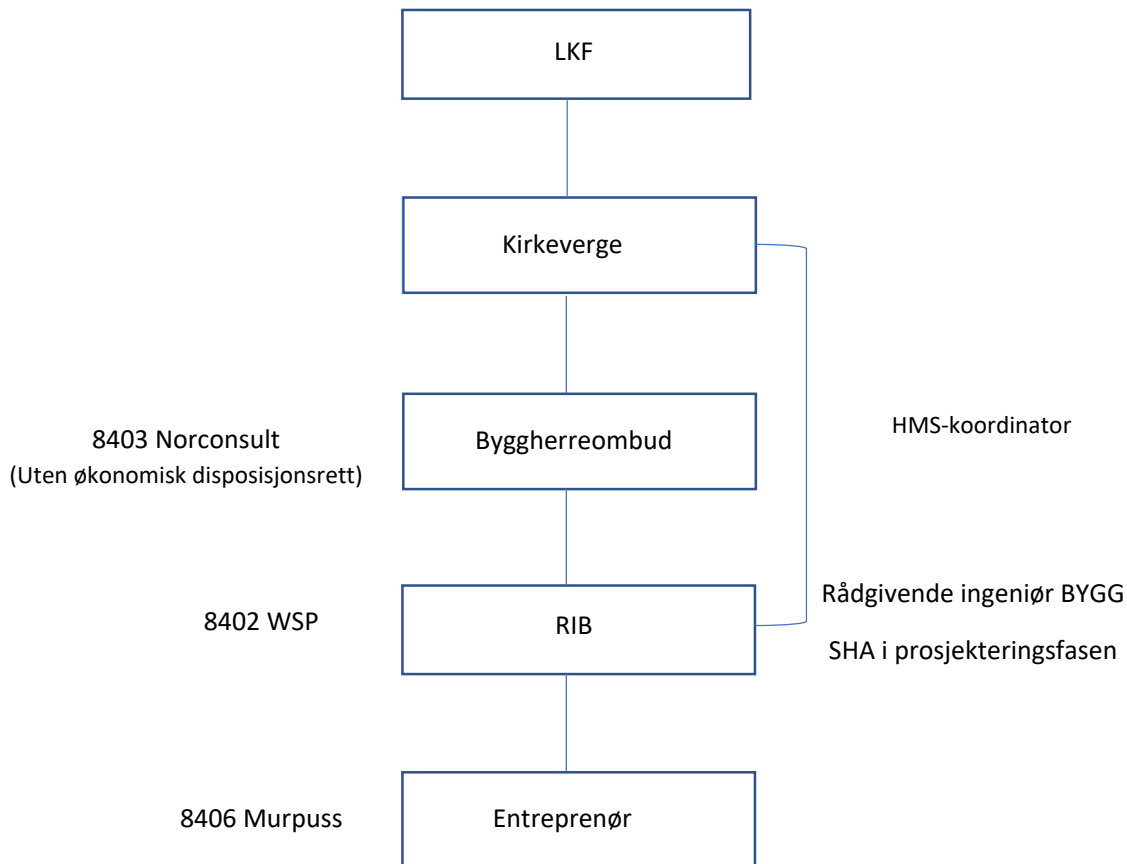 LKF
Kirkeverge
8403 Norconsult
(Uten økonomisk disposisjonsrett)
Byggherreombud
HMS-koordinator
8402 WSP
RIB
Rådgivende ingeniør BYGG
SHA i prosjekteringsfasen
8406 Murpuss
Entreprenør